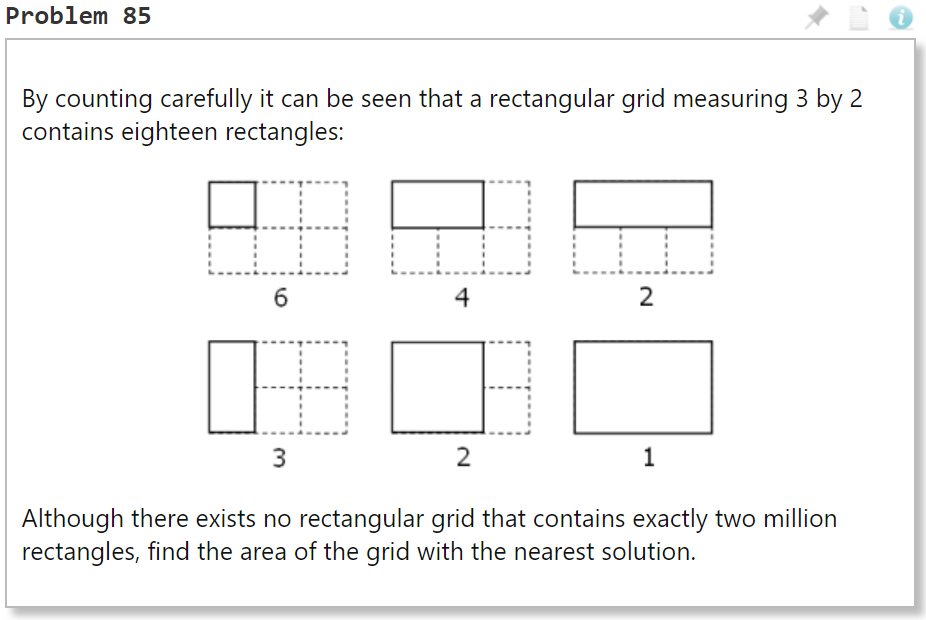 Problem 85
i
By counting carefully it can be seen that a rectangular grid measuring 3 by 2
contains eighteen rectangles:
6 4 2
3 2 1
Although there exists no rectangular grid that contains exactly two million
rectangles, find the area of the grid with the nearest solution.